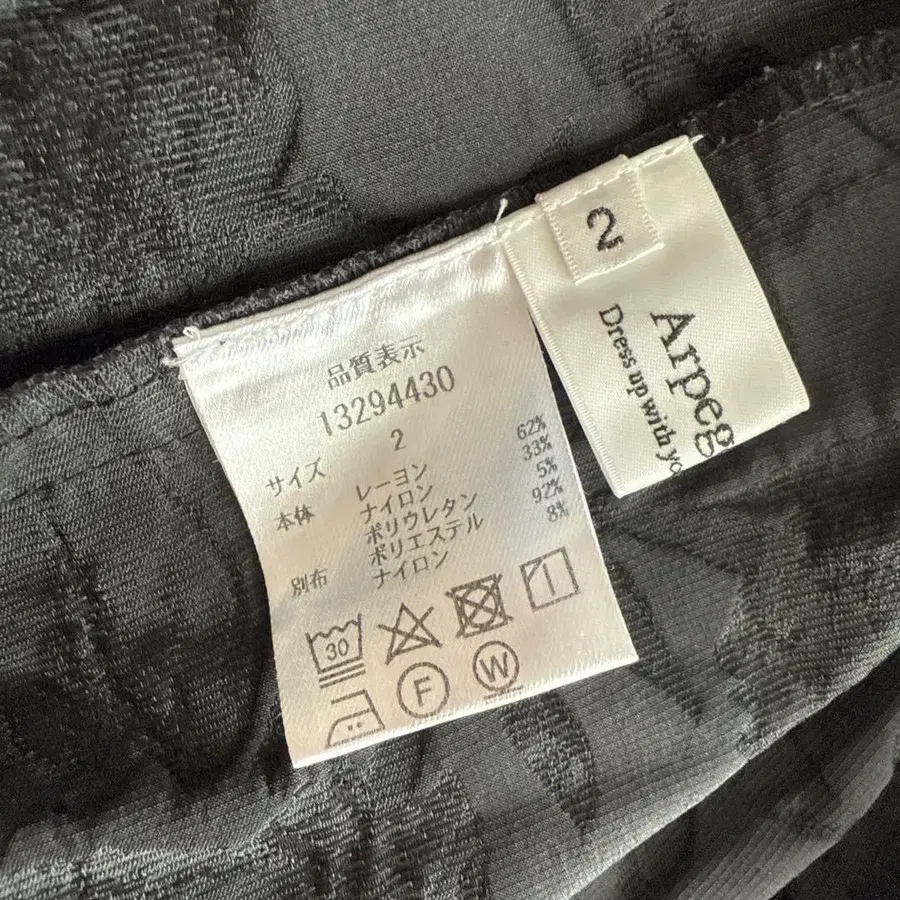 品質表示
13294430
サイズ 2
本体 レーヨン 62%
ナイロン 33%
ポリウレタン 5%
別布 ポリエステル 92%
ナイロン 8%
30
F
W
2
Arpeg
Dress up with yo